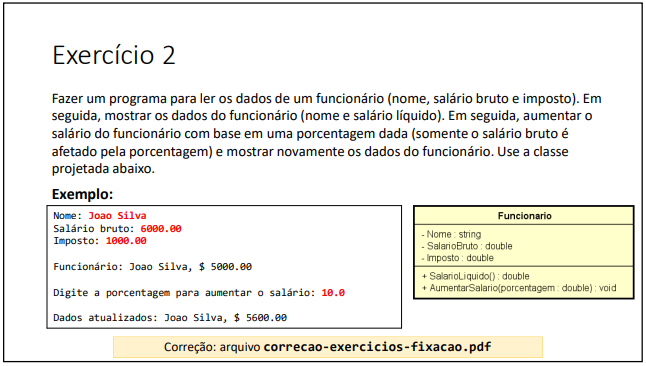 Exercício 2
Fazer um programa para ler os dados de um funcionário (nome, salário bruto e imposto). Em
seguida, mostrar os dados do funcionário (nome e salário líquido). Em seguida, aumentar o
salário do funcionário com base em uma porcentagem dada (somente o salário bruto é
afetado pela porcentagem) e mostrar novamente os dados do funcionário. Use a classe
projetada abaixo.
Exemplo:
Nome: Joao Silva
Salário bruto: 6000.00
Imposto: 1000.00
Funcionário: Joao Silva, $ 5000.00
Digite a porcentagem para aumentar o salário: 10.0
Dados atualizados: Joao Silva, $ 5600.00
Funcionario
- Nome : string
- SalarioBruto : double
- Imposto : double
+ SalarioLiquido() : double
+ AumentarSalario(porcentagem : double) : void
Correção: arquivo correcao-exercicios-fixacao.pdf